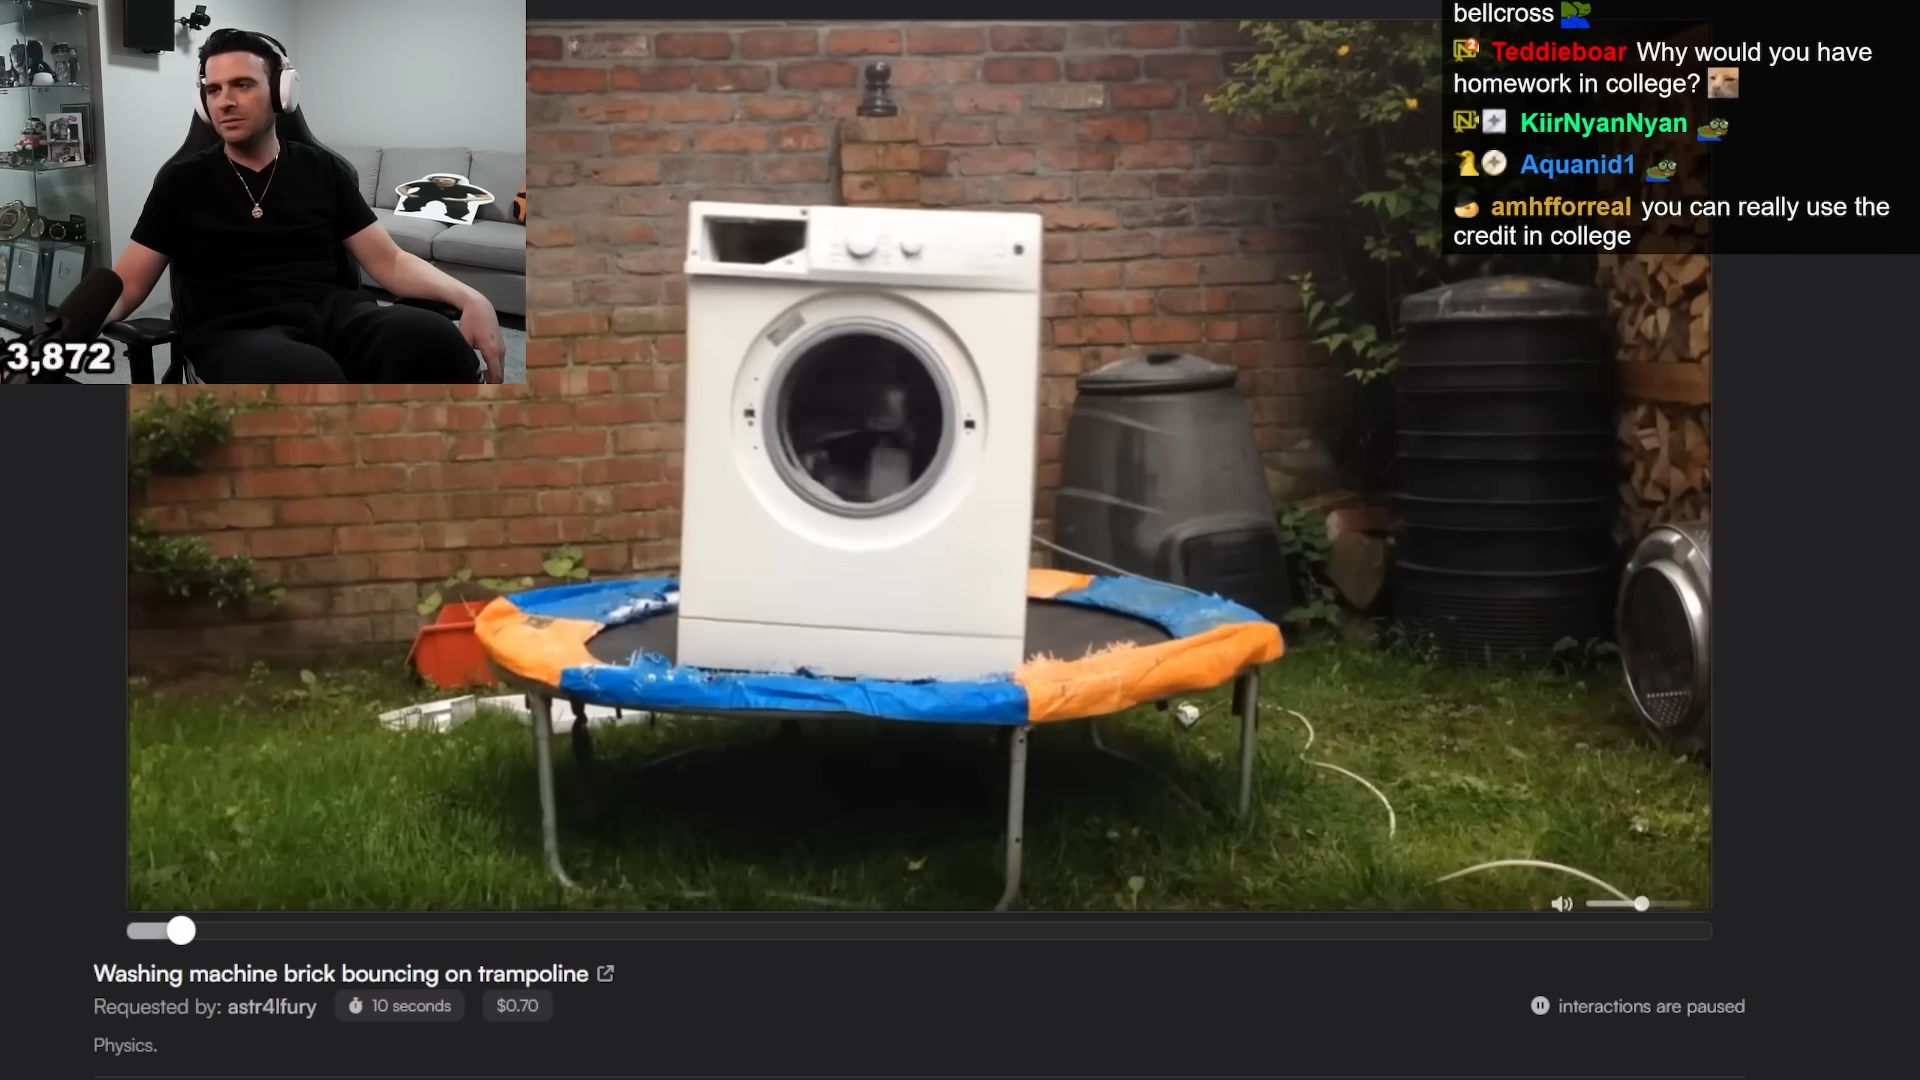 bellcross
Teddieboar Why would you have
homework in college?
KiirNyanNyan
Aquanid1
amhfforreal you can really use the
credit in college
3,872
Washing machine brick bouncing on trampoline
Requested by: astr4lfury 10 seconds $0.70
interactions are paused
Physics.